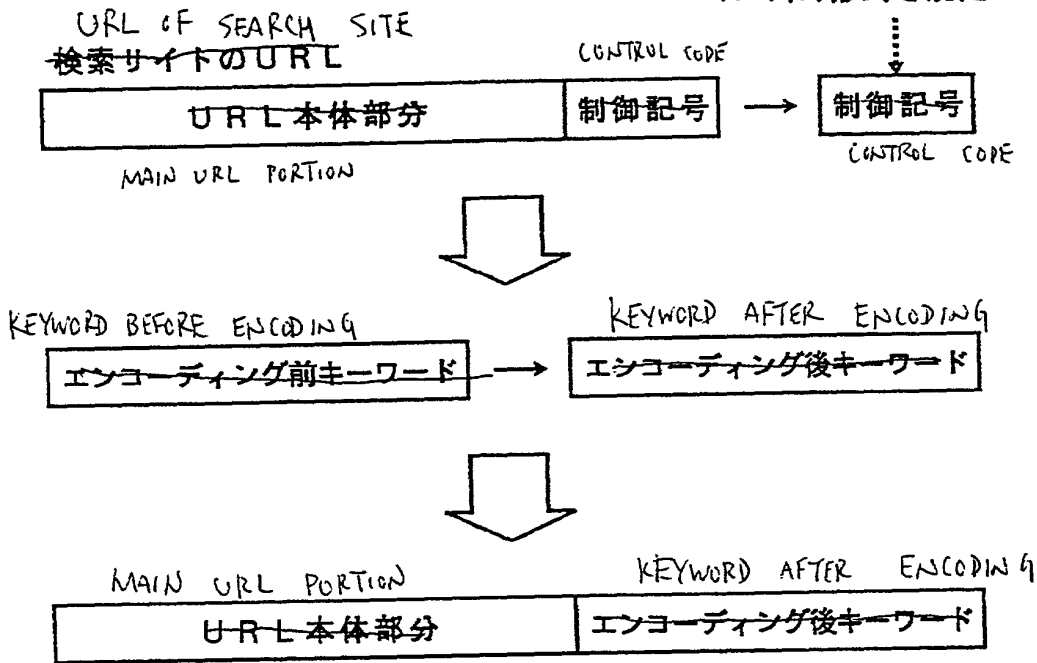 URL OF SEARCH SITE
検索サイトのURL
CONTROL CODE
URL本体部分 制御記号 → 制御記号
MAIN URL PORTION
CONTROL CODE
KEYWORD BEFORE ENCODING KEYWORD AFTER ENCODING
エンコーディング前キーワード → エンコーディング後キーワード
MAIN URL PORTION KEYWORD AFTER ENCODING
URL本体部分 エンコーディング後キーワード